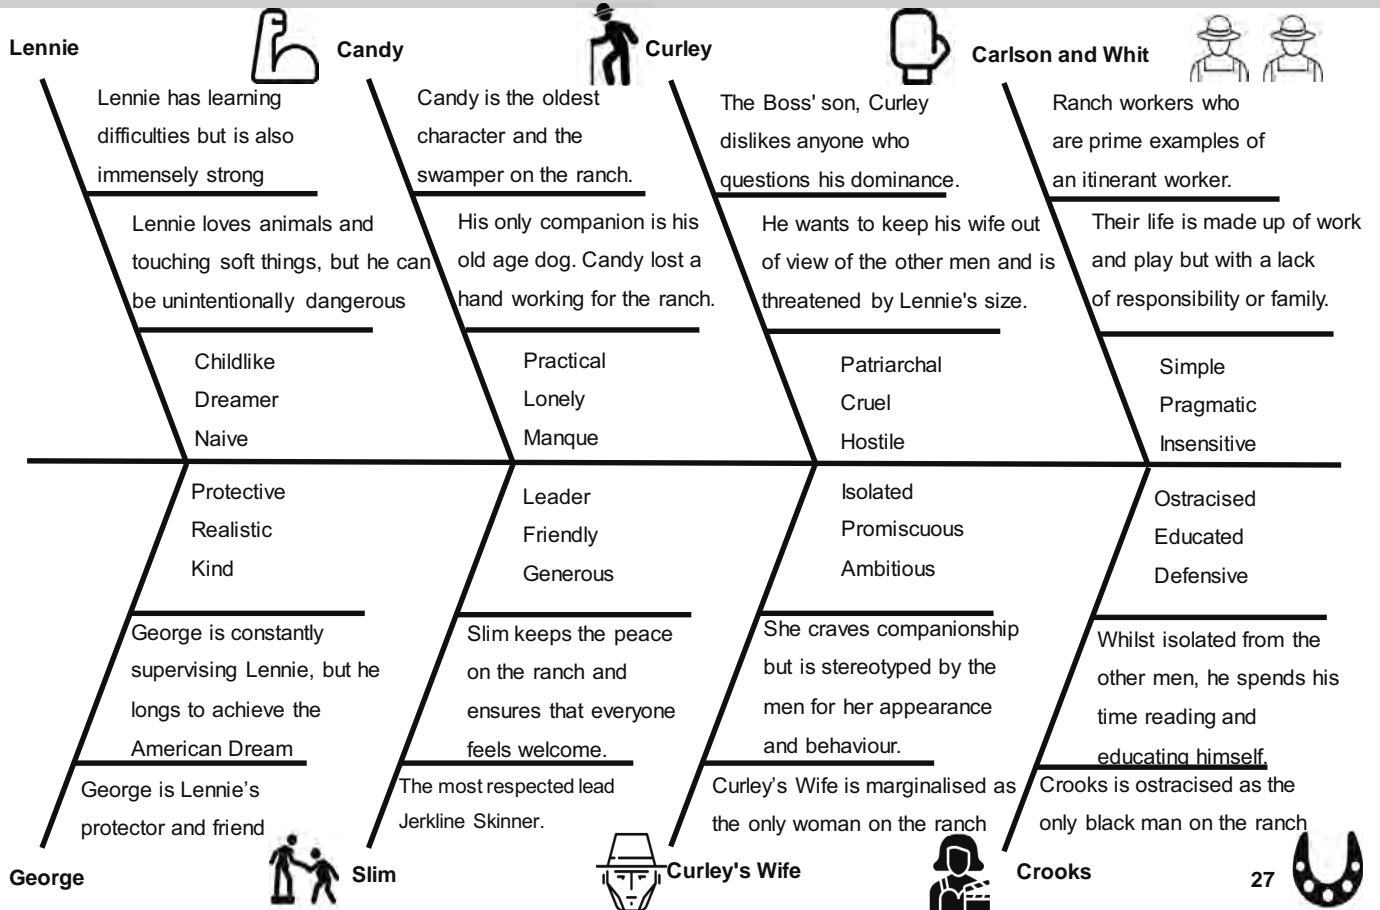 Lennie
Lennie has learning
difficulties but is also
immensely strong
Lennie loves animals and
touching soft things, but he can
be unintentionally dangerous
Childlike
Dreamer
Naive
Candy
Candy is the oldest
character and the
swamper on the ranch.
His only companion is his
old age dog. Candy lost a
hand working for the ranch.
Practical
Lonely
Manque
Curley
The Boss' son, Curley
dislikes anyone who
questions his dominance.
He wants to keep his wife out
of view of the other men and is
threatened by Lennie's size.
Patriarchal
Cruel
Hostile
Carlson and Whit
Ranch workers who
are prime examples of
an itinerant worker.
Their life is made up of work
and play but with a lack
of responsibility or family.
Simple
Pragmatic
Insensitive
Protective
Realistic
Kind
George is constantly
supervising Lennie, but he
longs to achieve the
American Dream
George is Lennie’s
protector and friend
George
Leader
Friendly
Generous
Slim keeps the peace
on the ranch and
ensures that everyone
feels welcome.
The most respected lead
Jerkline Skinner.
Slim
Isolated
Promiscuous
Ambitious
She craves companionship
but is stereotyped by the
men for her appearance
and behaviour.
Curley’s Wife is marginalised as
the only woman on the ranch
Curley's Wife
Ostracised
Educated
Defensive
Whilst isolated from the
other men, he spends his
time reading and
educating himself.
Crooks is ostracised as the
only black man on the ranch
Crooks
27